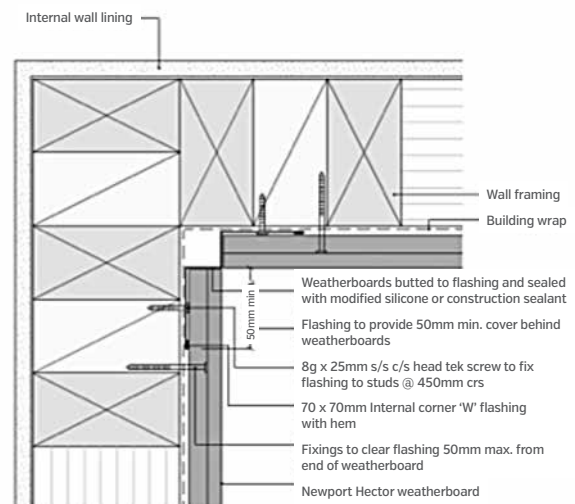 Internal wall lining
Wall framing
Building wrap
Weatherboards butted to flashing and sealed
with modified silicone or construction sealant
50mm min
Flashing to provide 50mm min. cover behind
weatherboards
8g x 25mm s/s c/s head tek screw to fix
flashing to studs @ 450mm crs
70 x 70mm Internal corner ‘W’ flashing
with hem
Fixings to clear flashing 50mm max. from
end of weatherboard
Newport Hector weatherboard